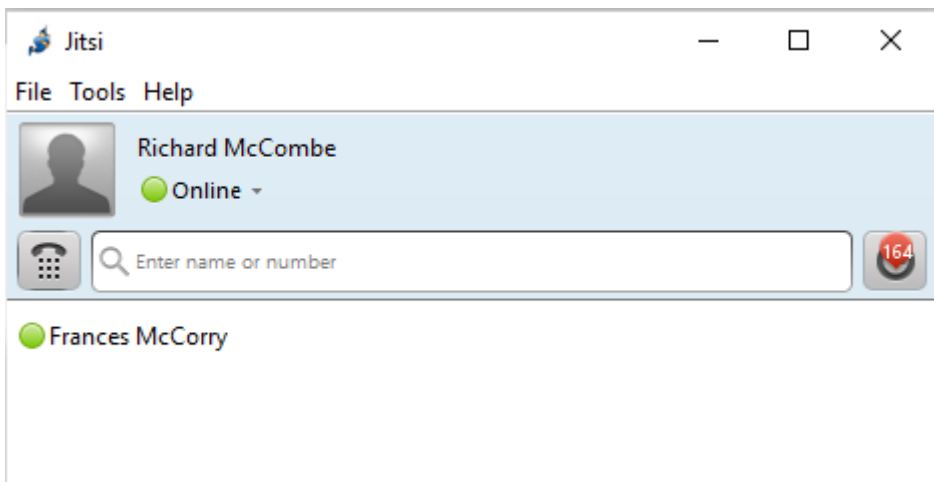 Jitsi
File Tools Help
Richard McCombe
Online
Enter name or number
164
Frances McCorry